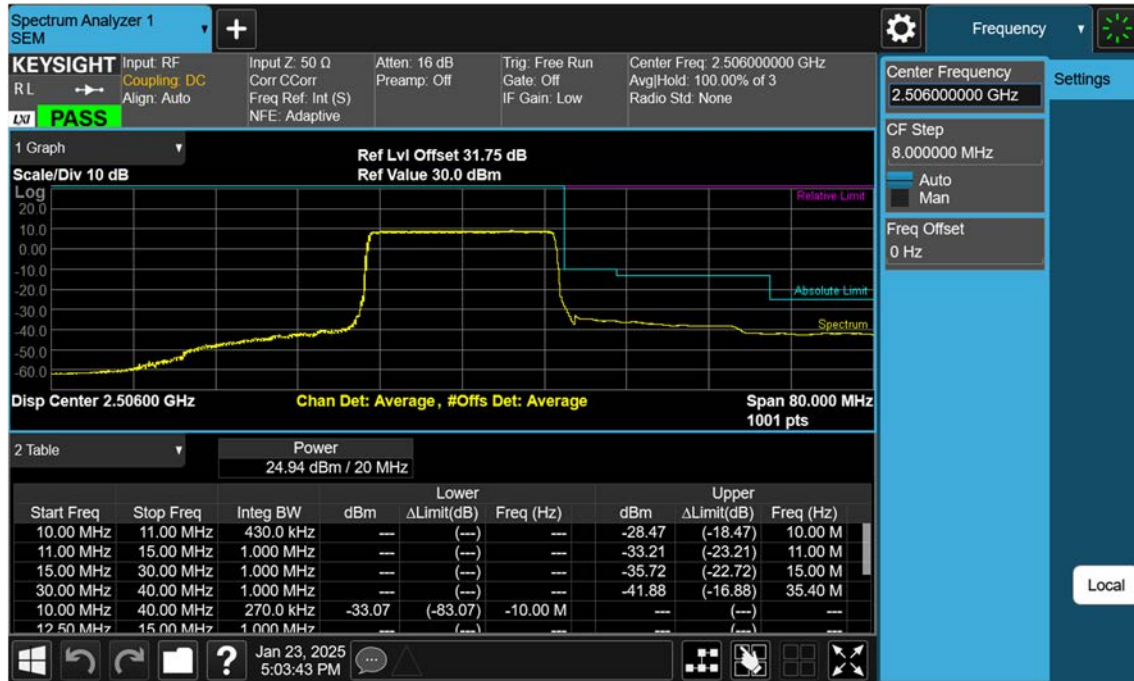 Spectrum Analyzer 1
SEM
+
Frequency
KEYSIGHT
R L
LXI
PASS
Input: RF
Coupling: DC
Align: Auto
Input Z: 50 Ω
Corr CCorr
Freq Ref: Int (S)
NFE: Adaptive
Atten: 16 dB
Preamp: Off
Trig: Free Run
Gate: Off
IF Gain: Low
Center Freq: 2.506000000 GHz
Avg|Hold: 100.00% of 3
Radio Std: None
Center Frequency
2.506000000 GHz
Settings
CF Step
8.000000 MHz
Auto
Man
Freq Offset
0 Hz
1 Graph
Ref Lvl Offset 31.75 dB
Scale/Div 10 dB
Ref Value 30.0 dBm
Log
20.0
10.0
0.00
-10.0
-20.0
-30.0
-40.0
-50.0
-60.0
Relative Limit
Absolute Limit
Spectrum
Disp Center 2.50600 GHz
Chan Det: Average, #Offs Det: Average
Span 80.000 MHz
1001 pts
2 Table
Power
24.94 dBm / 20 MHz
Lower Upper
Start Freq Stop Freq Integ BW dBm ΔLimit(dB) Freq (Hz) dBm ΔLimit(dB) Freq (Hz)
10.00 MHz 11.00 MHz 430.0 kHz --- (---) --- -28.47 (-18.47) 10.00 M
11.00 MHz 15.00 MHz 1.000 MHz --- (---) --- -33.21 (-23.21) 11.00 M
15.00 MHz 30.00 MHz 1.000 MHz --- (---) --- -35.72 (-22.72) 15.00 M
30.00 MHz 40.00 MHz 1.000 MHz --- (---) --- -41.88 (-16.88) 35.40 M
10.00 MHz 40.00 MHz 270.0 kHz -33.07 (-83.07) -10.00 M --- (---) ---
12.50 MHz 15.00 MHz 1.000 MHz --- (---) --- --- (---) ---
Local
?
Jan 23, 2025
5:03:43 PM